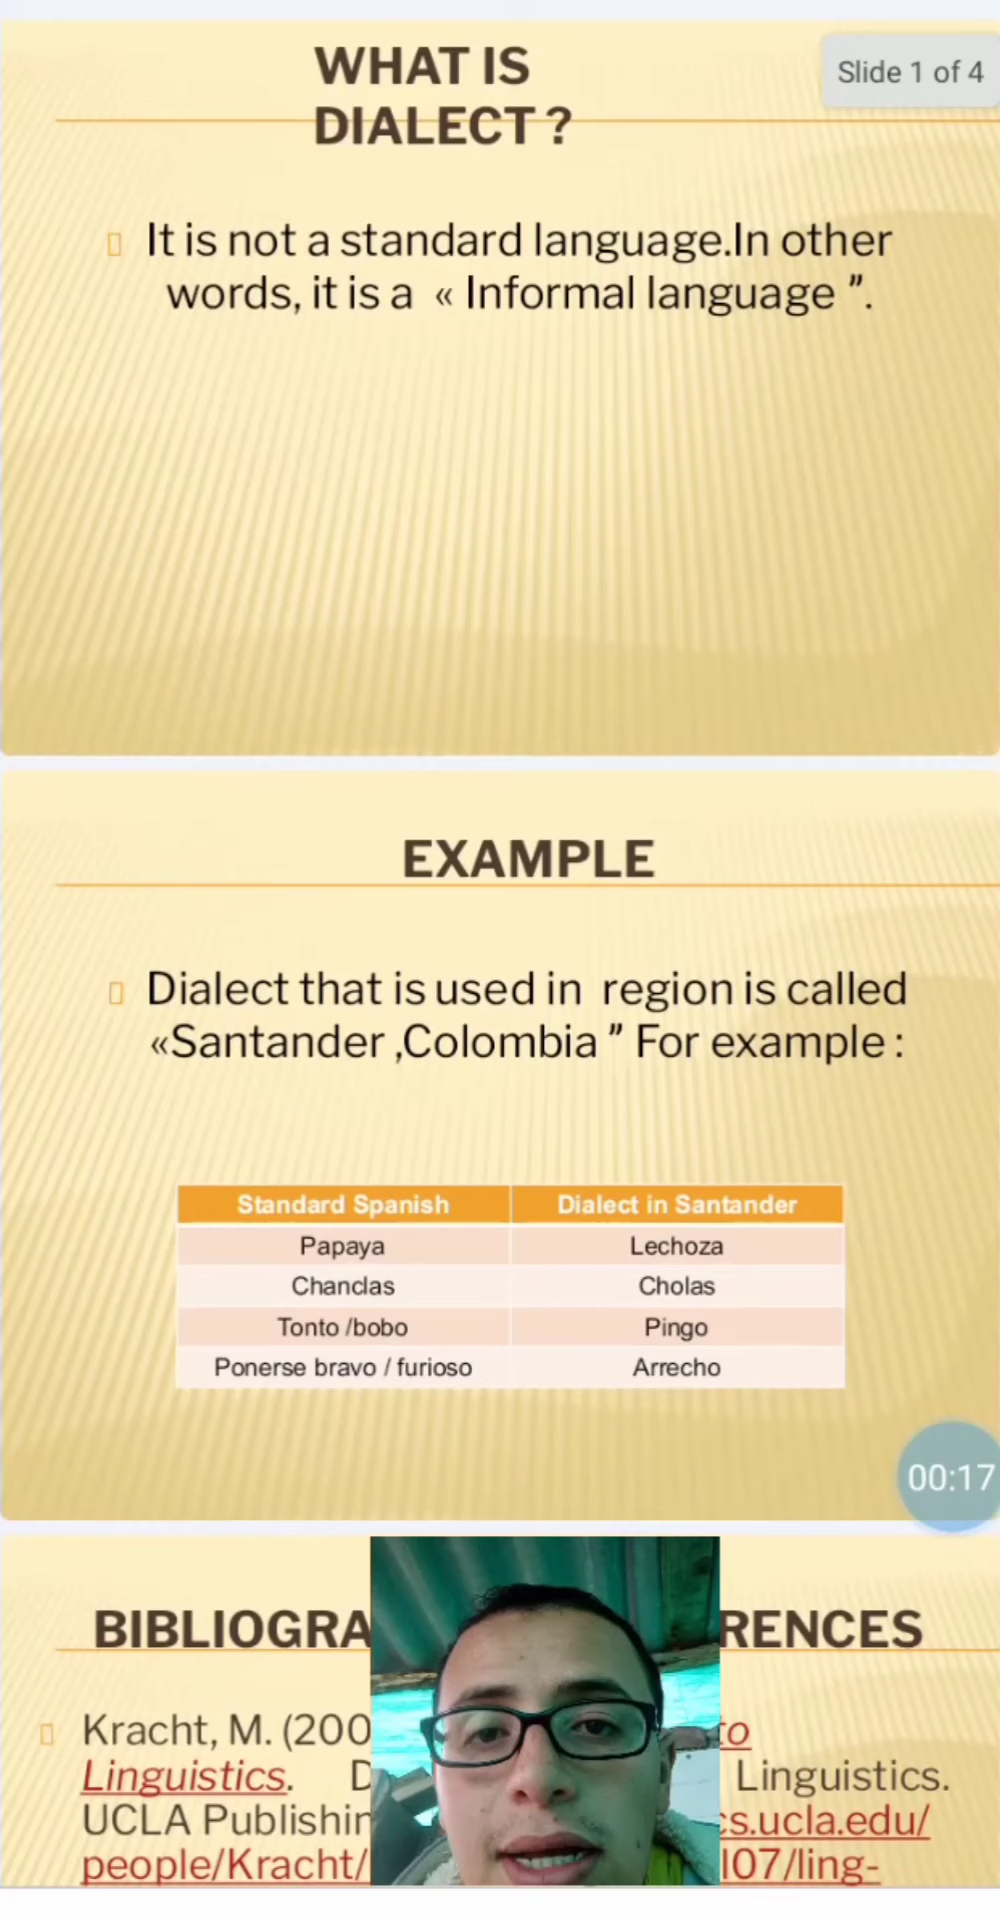 WHAT IS
DIALECT ?
Slide 1 of 4
It is not a standard language.In other
words, it is a « Informal language ”.
EXAMPLE
Dialect that is used in region is called
«Santander ,Colombia ” For example :
Standard Spanish Dialect in Santander
Papaya Lechoza
Chanclas Cholas
Tonto /bobo Pingo
Ponerse bravo / furioso Arrecho
00:17
BIBLIOGRA RENCES
Kracht, M. (200 to
Linguistics. D Linguistics.
UCLA Publishin cs.ucla.edu/
people/Kracht/ l07/ling-